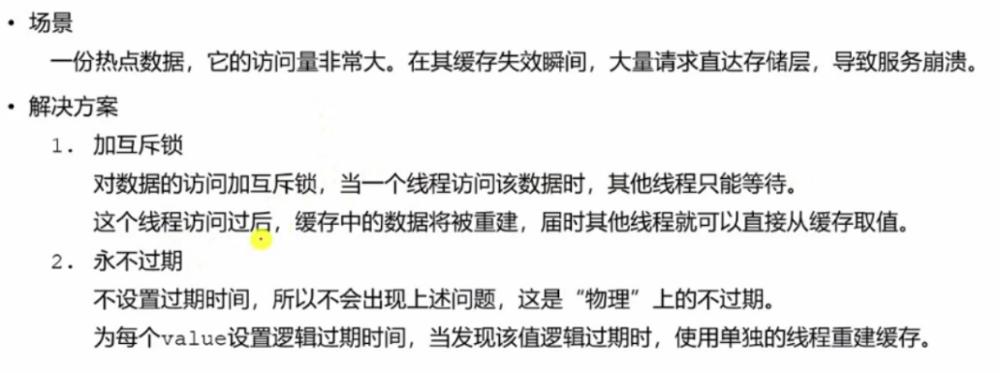 • 场景
一份热点数据，它的访问量非常大。在其缓存失效瞬间，大量请求直达存储层，导致服务崩溃。
• 解决方案
1. 加互斥锁
对数据的访问加互斥锁，当一个线程访问该数据时，其他线程只能等待。
这个线程访问过后，缓存中的数据将被重建，届时其他线程就可以直接从缓存取值。
2. 永不过期
不设置过期时间，所以不会出现上述问题，这是“物理”上的不过期。
为每个value设置逻辑过期时间，当发现该值逻辑过期时，使用单独的线程重建缓存。